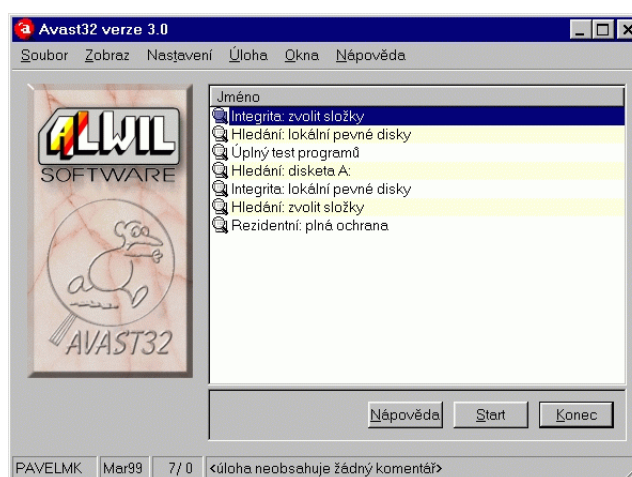 Avast32 verze 3.0
Soubor Zobraz Nastavení Úloha Okna Nápověda
ALWIL
SOFTWARE
AVAST32
Jméno
Integrita: zvolit složky
Hledání: lokální pevné disky
Úplný test programů
Hledání: disketa A:
Integrita: lokální pevné disky
Hledání: zvolit složky
Rezidentní: plná ochrana
Nápověda Start Konec
PAVELMK Mar99 7/ 0 <úloha neobsahuje žádný komentář>